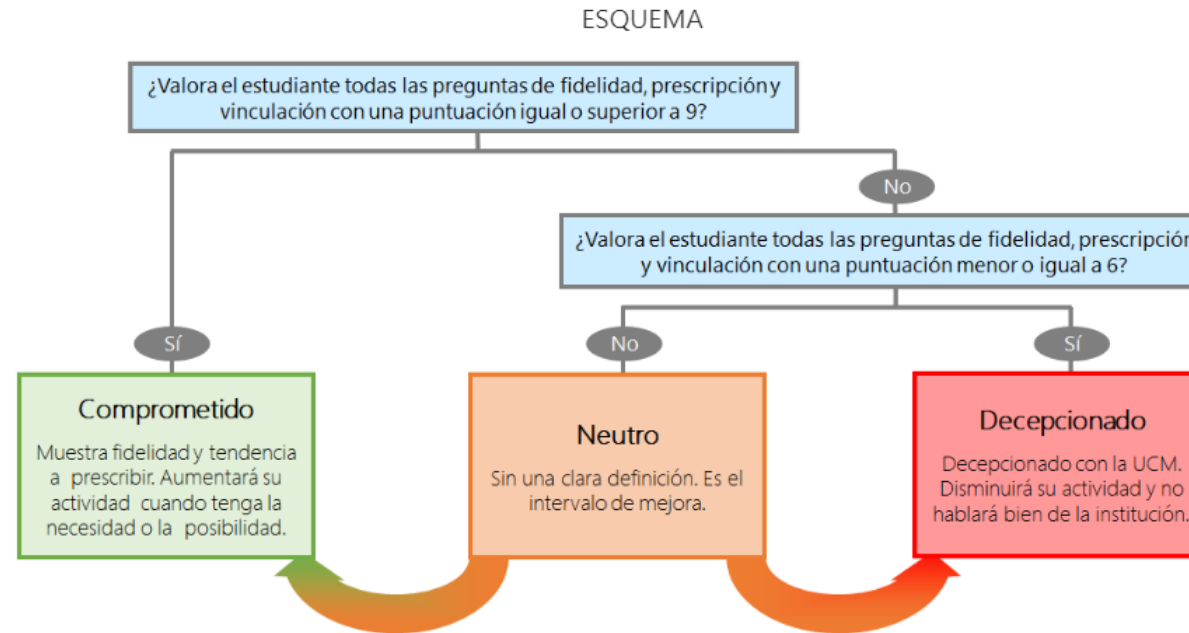 ESQUEMA
¿Valora el estudiante todas las preguntas de fidelidad, prescripción y
vinculación con una puntuación igual o superior a 9?
No
¿Valora el estudiante todas las preguntas de fidelidad, prescripción
y vinculación con una puntuación menor o igual a 6?
Sí
No
Sí
Comprometido
Muestra fidelidad y tendencia
a prescribir. Aumentará su
actividad cuando tenga la
necesidad o la posibilidad.
Neutro
Sin una clara definición. Es el
intervalo de mejora.
Decepcionado
Decepcionado con la UCM.
Disminuirá su actividad y no
hablará bien de la institución.